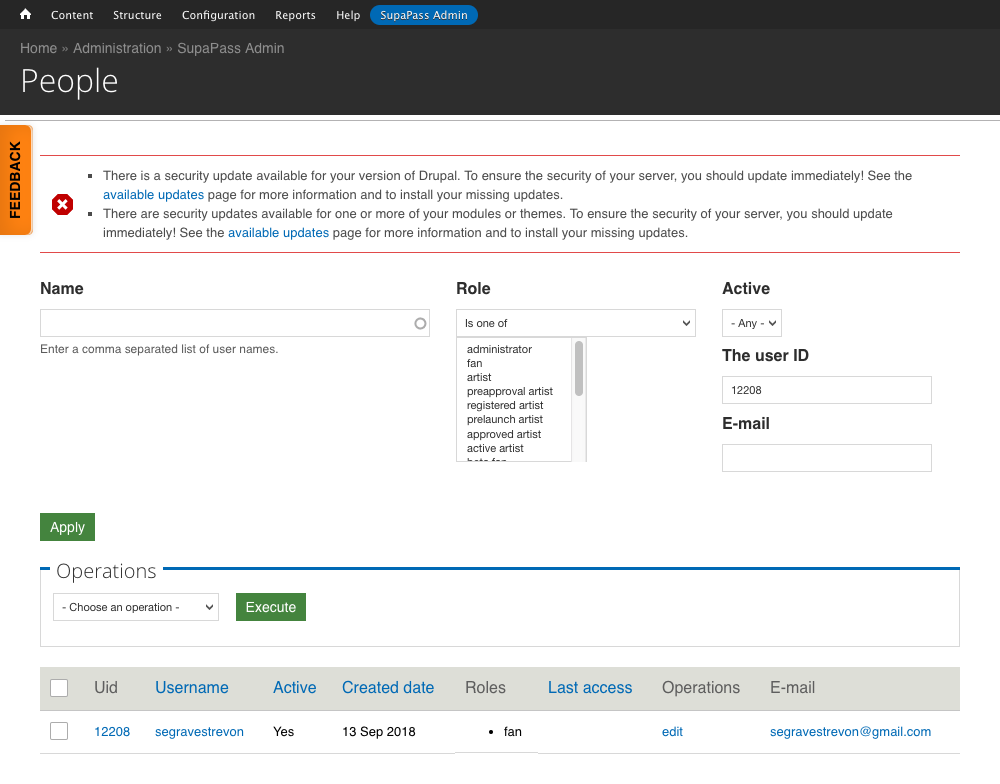 Content Structure Configuration Reports Help SupaPass Admin
Home » Administration » SupaPass Admin
People
FEEDBACK
There is a security update available for your version of Drupal. To ensure the security of your server, you should update immediately! See the
available updates page for more information and to install your missing updates.
There are security updates available for one or more of your modules or themes. To ensure the security of your server, you should update
immediately! See the available updates page for more information and to install your missing updates.
Name
Enter a comma separated list of user names.
Role
Is one of
administrator
fan
artist
preapproval artist
registered artist
prelaunch artist
approved artist
active artist
Active
- Any -
The user ID
12208
E-mail
Apply
Operations
- Choose an operation - Execute
Uid Username Active Created date Roles Last access Operations E-mail
12208 segravestrevon Yes 13 Sep 2018 • fan edit segravestrevon@gmail.com